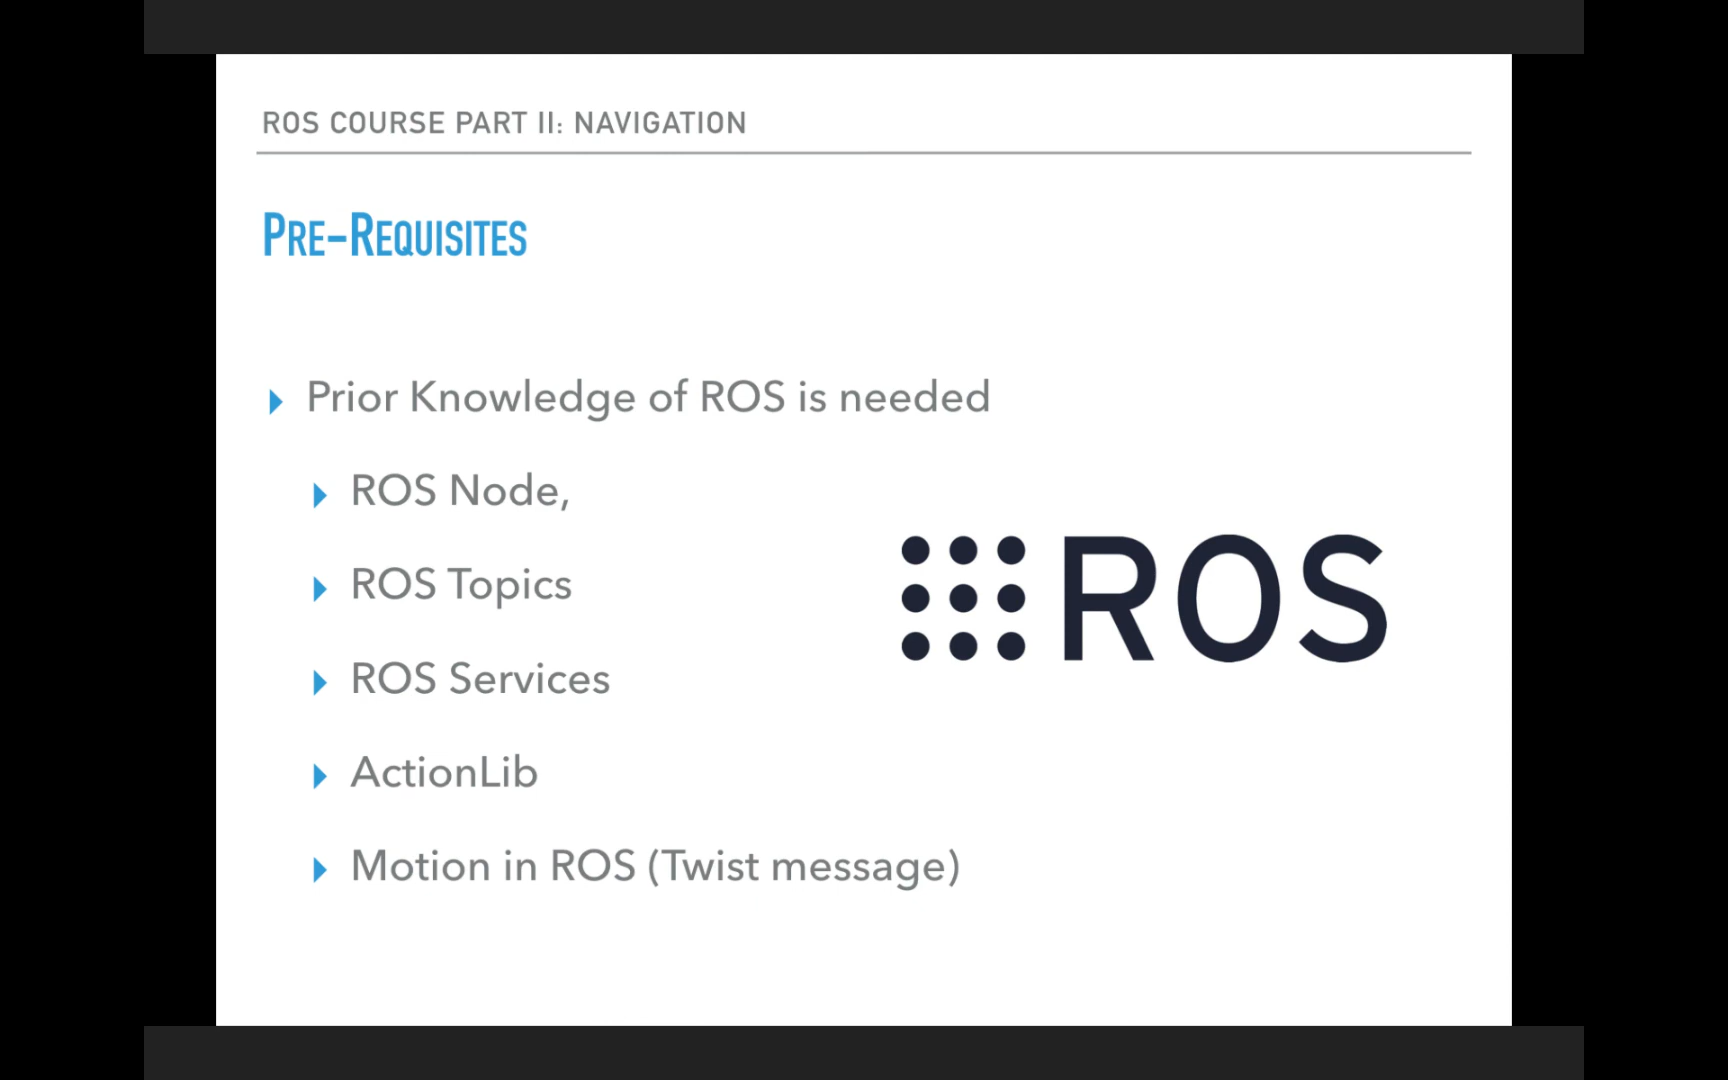 ROS COURSE PART II: NAVIGATION
PRE-REQUISITES
Prior Knowledge of ROS is needed
ROS Node,
ROS Topics
ROS Services
ROS
ActionLib
Motion in ROS (Twist message)